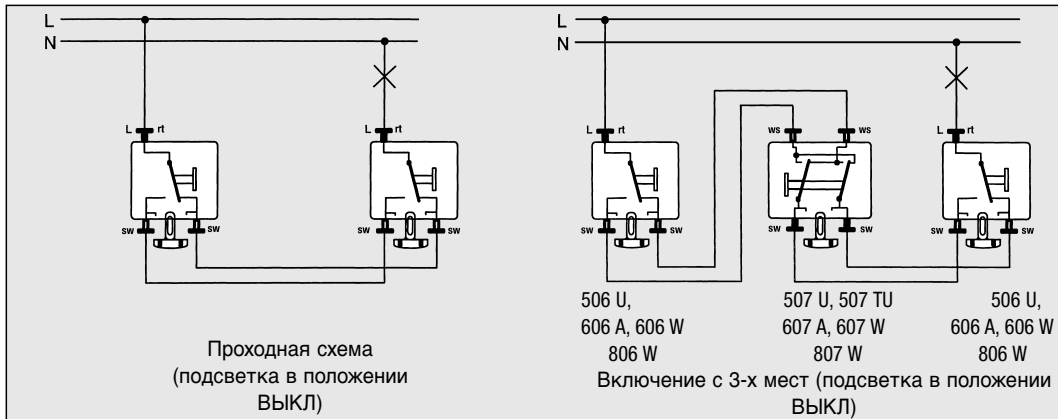 L
N
L rt
L rt
sw sw
sw sw
Проходная схема
(подсветка в положении
ВЫКЛ)
L
N
L rt
ws ws
L rt
sw sw
sw sw
sw sw
506 U,
606 A, 606 W
806 W
507 U, 507 TU
607 A, 607 W
807 W
506 U,
606 A, 606 W
806 W
Включение с 3-х мест (подсветка в положении
ВЫКЛ)